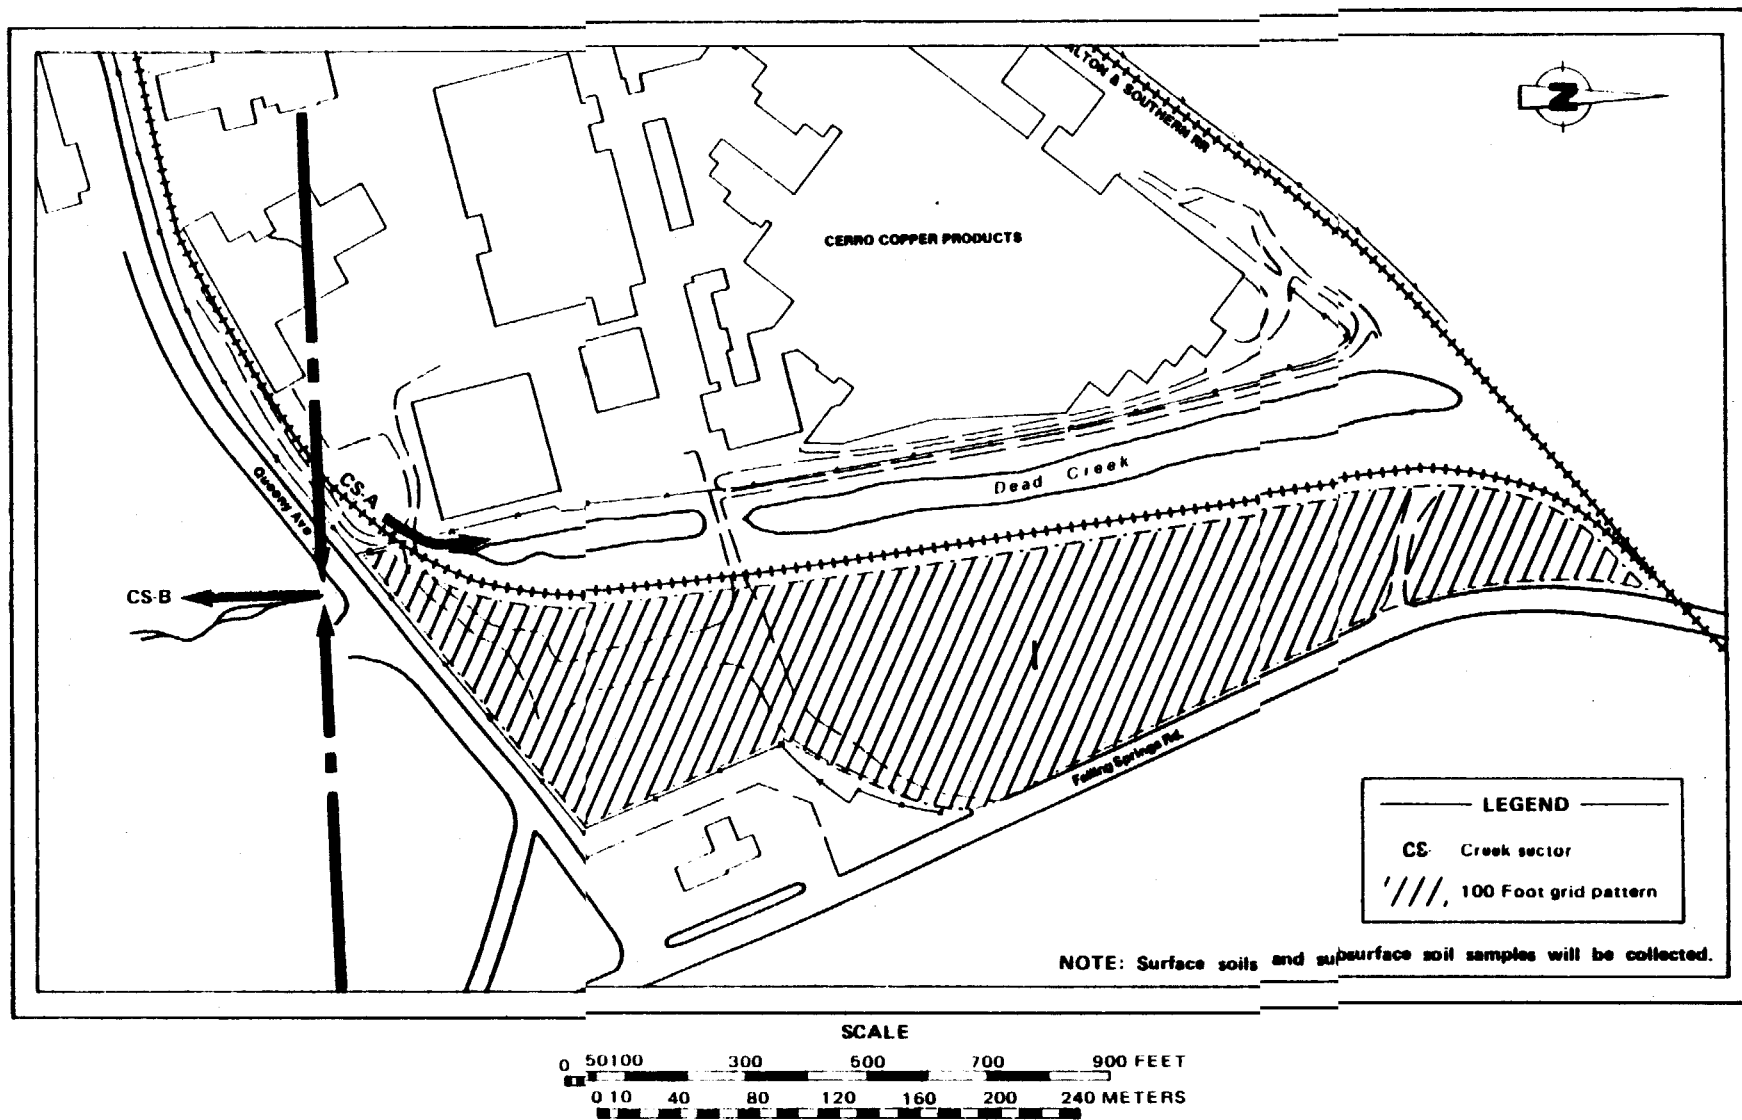 ALTON & SOUTHERN RR
N
CERRO COPPER PRODUCTS
CS-A
Queeny Ave
Dead Creek
CS-B
I
Falling Springs Rd.
LEGEND
CS- Creek sector
100 Foot grid pattern
NOTE: Surface soils and subsurface soil samples will be collected.
SCALE
0 50 100 300 500 700 900 FEET
0 10 40 80 120 160 200 240 METERS